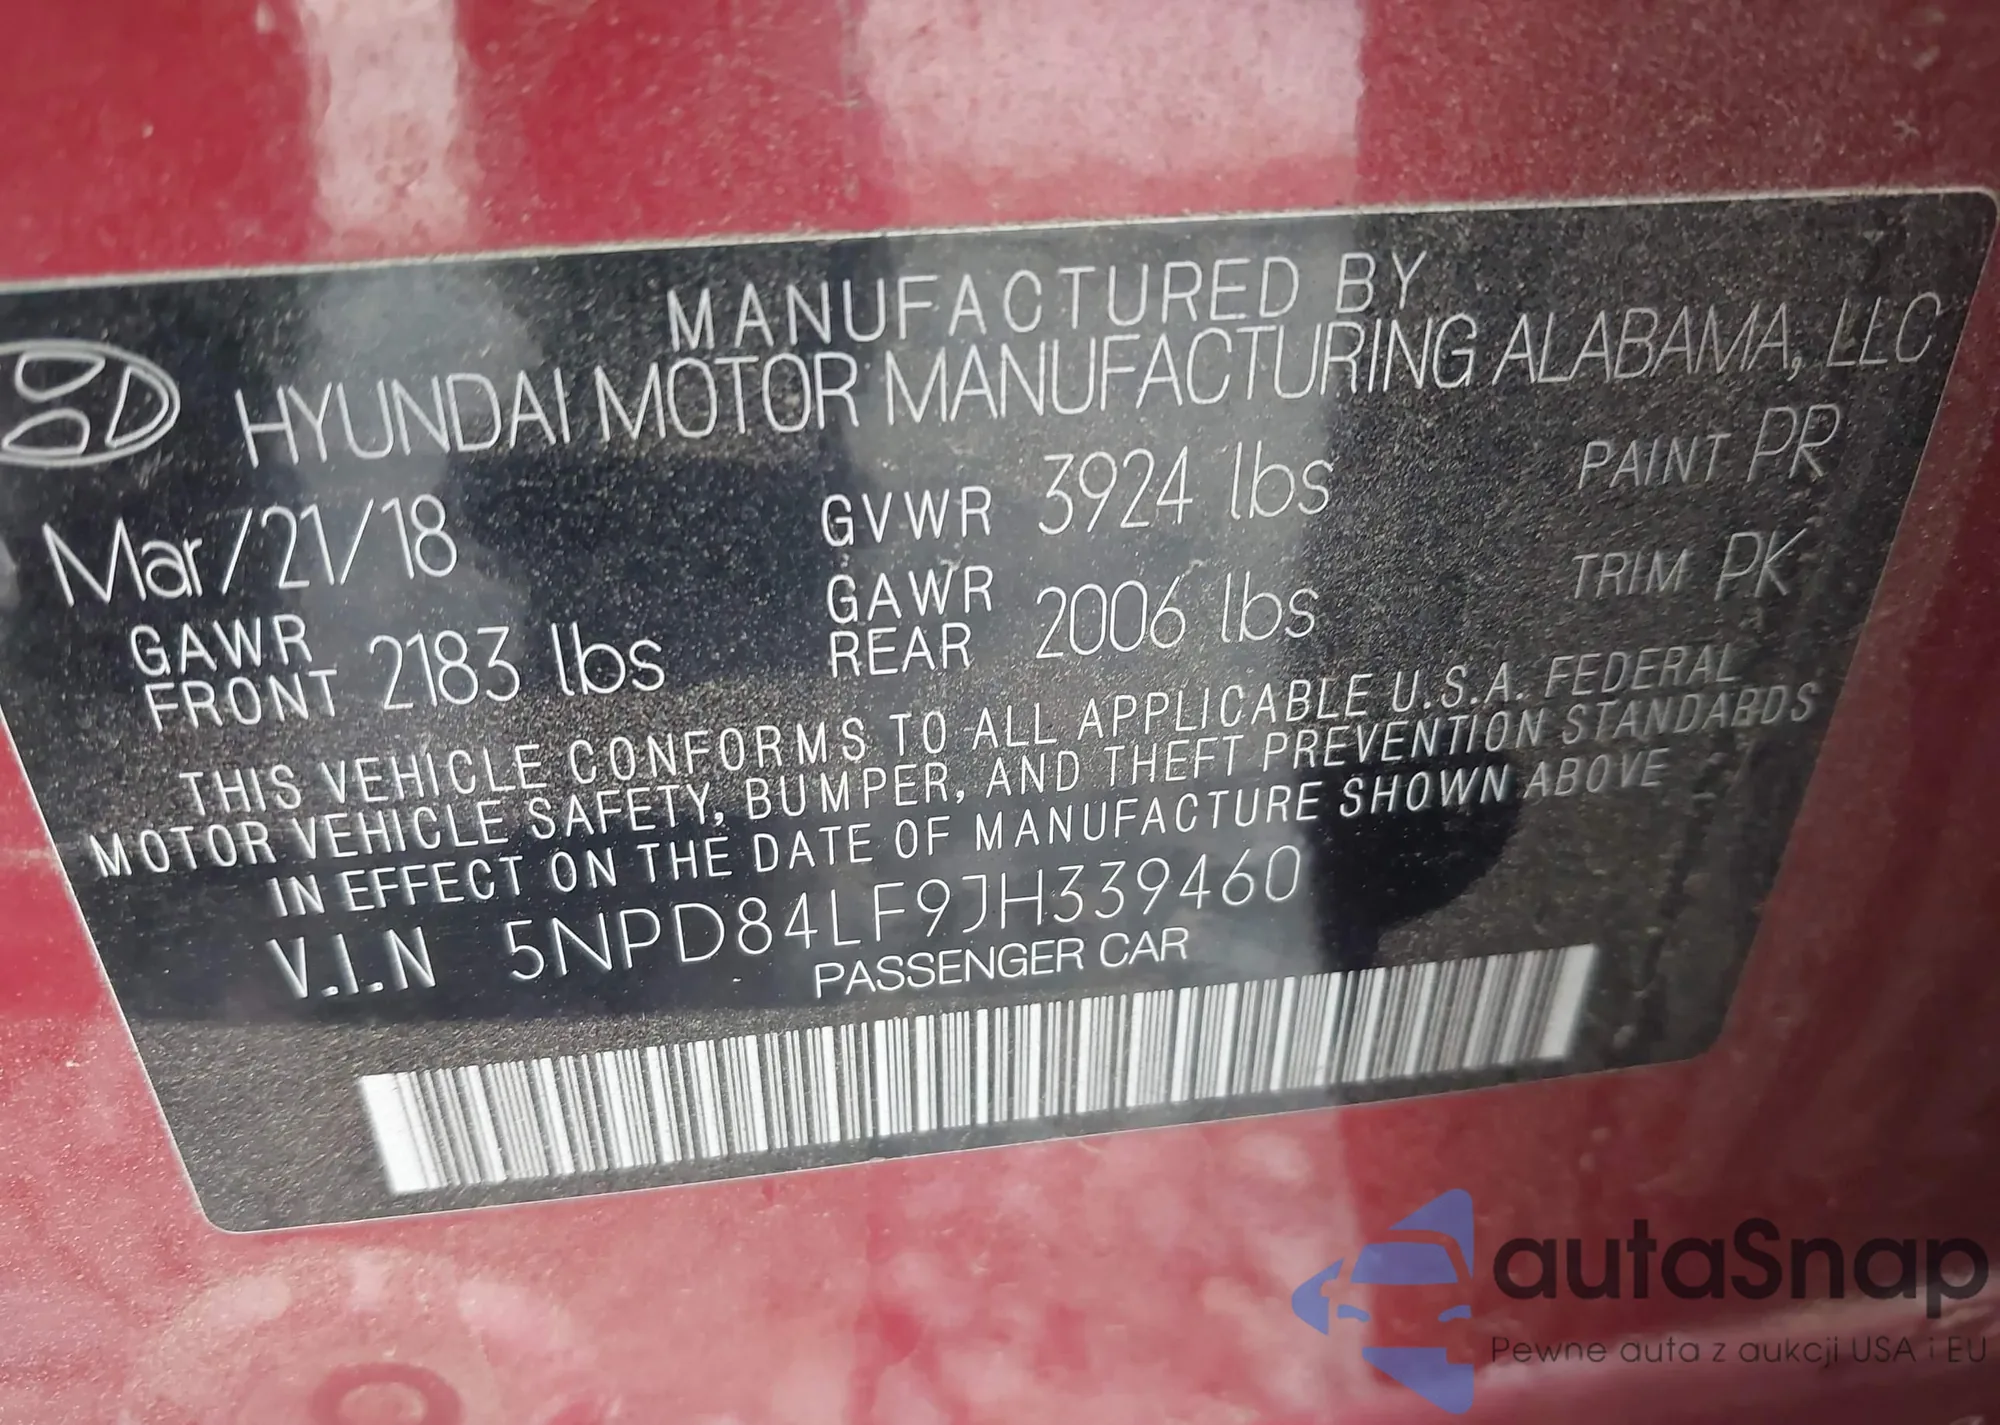 MANUFACTURED BY
HYUNDAI MOTOR MANUFACTURING ALABAMA, LLC
Mar/21/18 GVWR 3924 lbs PAINT PR
GAWR FRONT 2183 lbs GAWR REAR 2006 lbs TRIM PK
THIS VEHICLE CONFORMS TO ALL APPLICABLE U.S.A. FEDERAL
MOTOR VEHICLE SAFETY, BUMPER, AND THEFT PREVENTION STANDARDS
IN EFFECT ON THE DATE OF MANUFACTURE SHOWN ABOVE
V.I.N 5NPD84LF9JH339460
PASSENGER CAR
autaSnap
Pewne auta z aukcji USA i EU